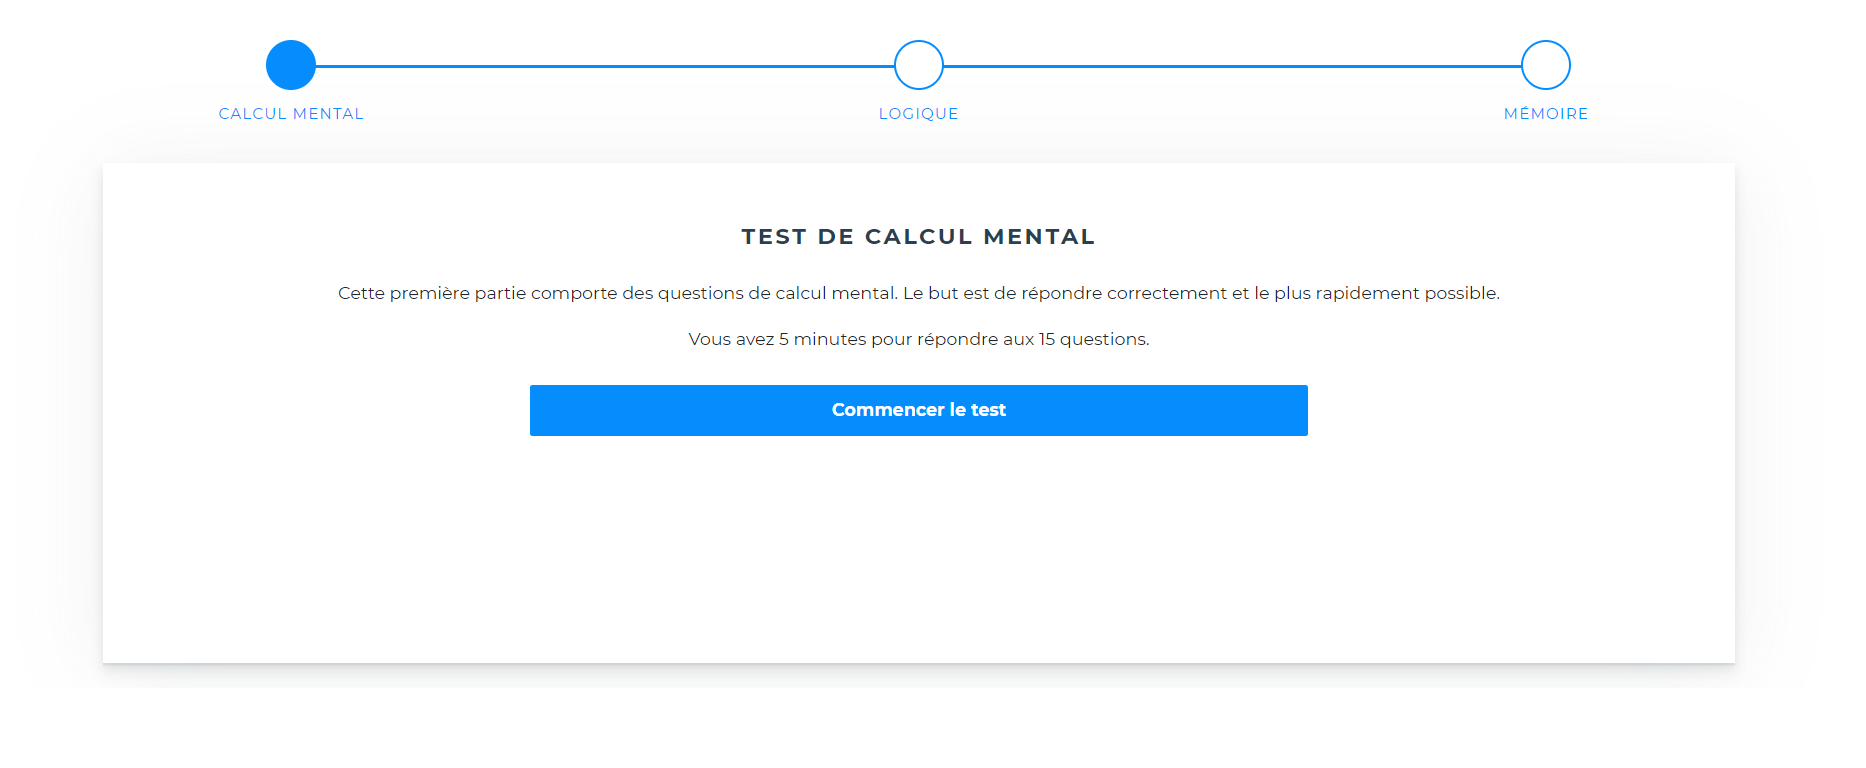 CALCUL MENTAL
LOGIQUE
MÉMOIRE
TEST DE CALCUL MENTAL
Cette première partie comporte des questions de calcul mental. Le but est de répondre correctement et le plus rapidement possible.
Vous avez 5 minutes pour répondre aux 15 questions.
Commencer le test